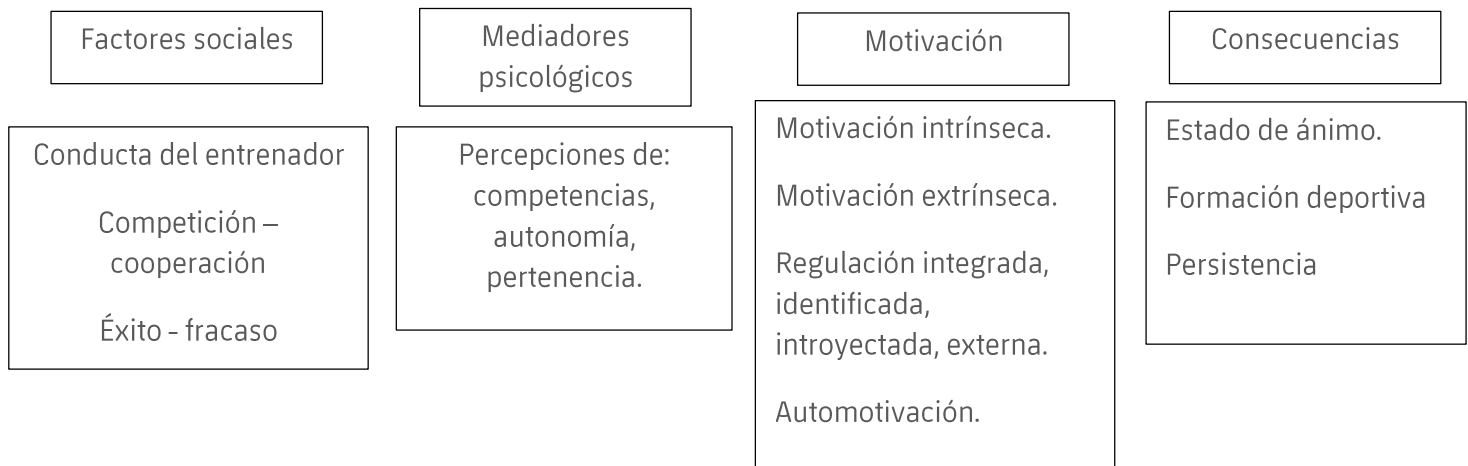 Factores sociales
Conducta del entrenador
Competición –
cooperación
Éxito - fracaso
Mediadores
psicológicos
Percepciones de:
competencias,
autonomía,
pertenencia.
Motivación
Motivación intrínseca.
Motivación extrínseca.
Regulación integrada,
identificada,
introyectada, externa.
Automotivación.
Consecuencias
Estado de ánimo.
Formación deportiva
Persistencia